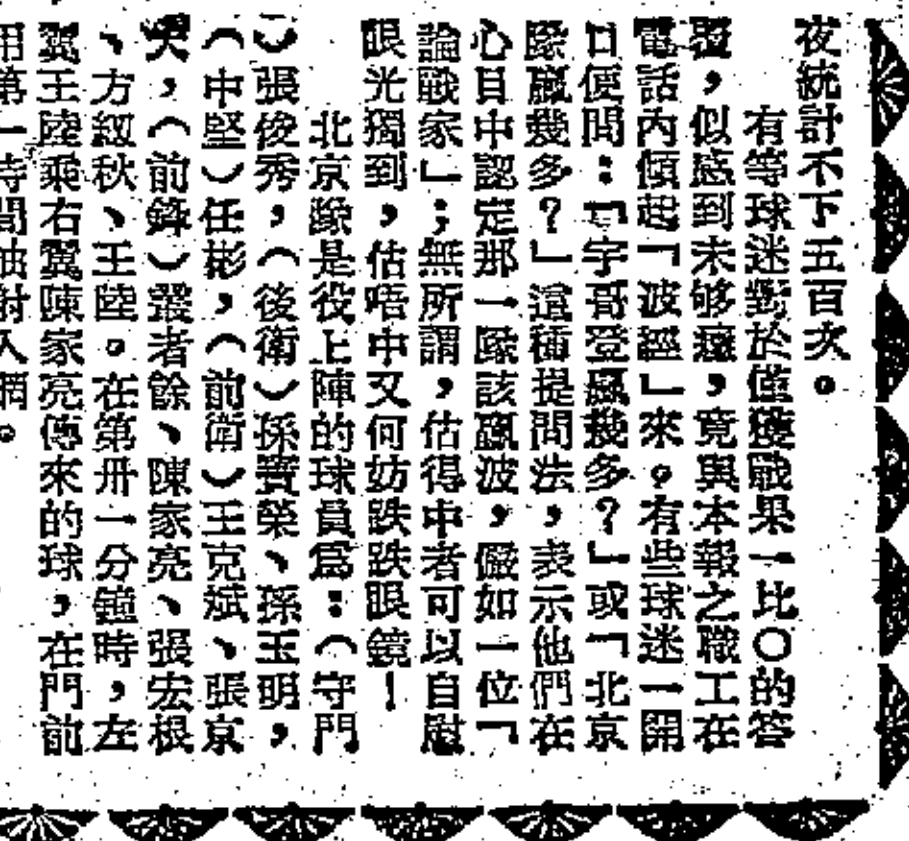 夜統計不下五百次。
有等球迷對於僅獲戰果一比〇的答
覆，似感到未够癮，竟與本報之職工在
電話內傾起「波經」來。有些球迷一開
口便問：「宇哥登贏幾多？」或「北京
隊贏幾多？」這種提問法，表示他們在
心目中認定那一隊該贏波，儼如一位「
論戰家」；無所謂，估得中者可以自慰
眼光獨到，估唔中又何妨跌跌眼鏡！
北京隊是役上陣的球員爲：（守門
）張俊秀，（後衛）孫寶榮、孫玉明，
（中堅）任彬，（前衛）王克斌、張京
天，（前鋒）叢者餘、陳家亮、張宏根
、方紉秋、王陸。在第卅一分鐘時，左
翼王陸乘右翼陳家亮傳來的球，在門前
用第一時間抽射入網。